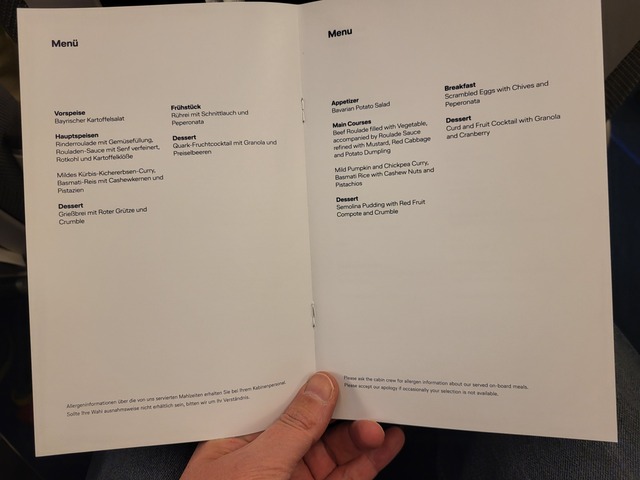 Menü
Vorspeise
Bayrischer Kartoffelsalat
Hauptspeisen
Rinderroulade mit Gemüsefüllung,
Rouladen-Sauce mit Senf verfeinert,
Rotkohl und Kartoffelklöße
Mildes Kürbis-Kichererbsen-Curry,
Basmati-Reis mit Cashewkernen und
Pistazien
Dessert
Grießbrei mit Roter Grütze und
Crumble
Frühstück
Rührei mit Schnittlauch und
Peperonata
Dessert
Quark-Fruchtcocktail mit Granola und
Preiselbeeren
Allergeninformationen über die von uns servierten Mahlzeiten erhalten Sie bei Ihrem Kabinenpersonal.
Sollte Ihre Wahl ausnahmsweise nicht erhältlich sein, bitten wir um Ihr Verständnis.
Menu
Appetizer
Bavarian Potato Salad
Main Courses
Beef Roulade filled with Vegetable,
accompanied by Roulade Sauce
refined with Mustard, Red Cabbage
and Potato Dumpling
Mild Pumpkin and Chickpea Curry,
Basmati Rice with Cashew Nuts and
Pistachios
Dessert
Semolina Pudding with Red Fruit
Compote and Crumble
Breakfast
Scrambled Eggs with Chives and
Peperonata
Dessert
Curd and Fruit Cocktail with Granola
and Cranberry
Please ask the cabin crew for allergen information about our served on-board meals.
Please accept our apology if occasionally your selection is not available.